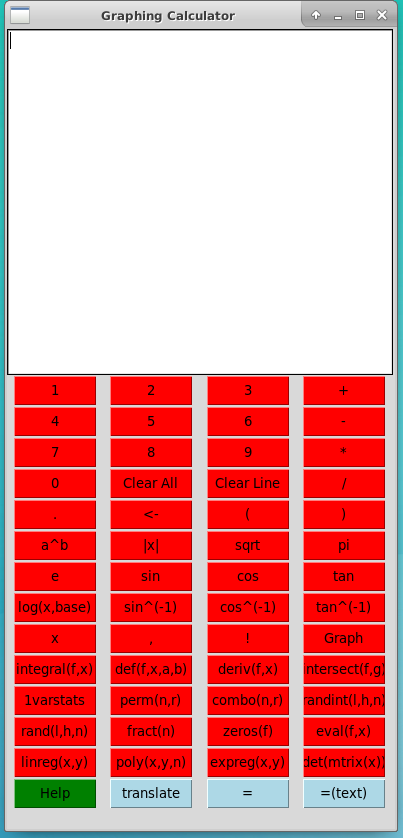 Graphing Calculator
1 2 3 +
4 5 6 -
7 8 9 *
0 Clear All Clear Line /
. <- ( )
a^b |x| sqrt pi
e sin cos tan
log(x,base) sin^(-1) cos^(-1) tan^(-1)
x , ! Graph
integral(f,x) def(f,x,a,b) deriv(f,x) intersect(f,g)
1varstats perm(n,r) combo(n,r) randint(l,h,n)
rand(l,h,n) fract(n) zeros(f) eval(f,x)
linreg(x,y) poly(x,y,n) expreg(x,y) det(mtrix(x))
Help translate = =(text)